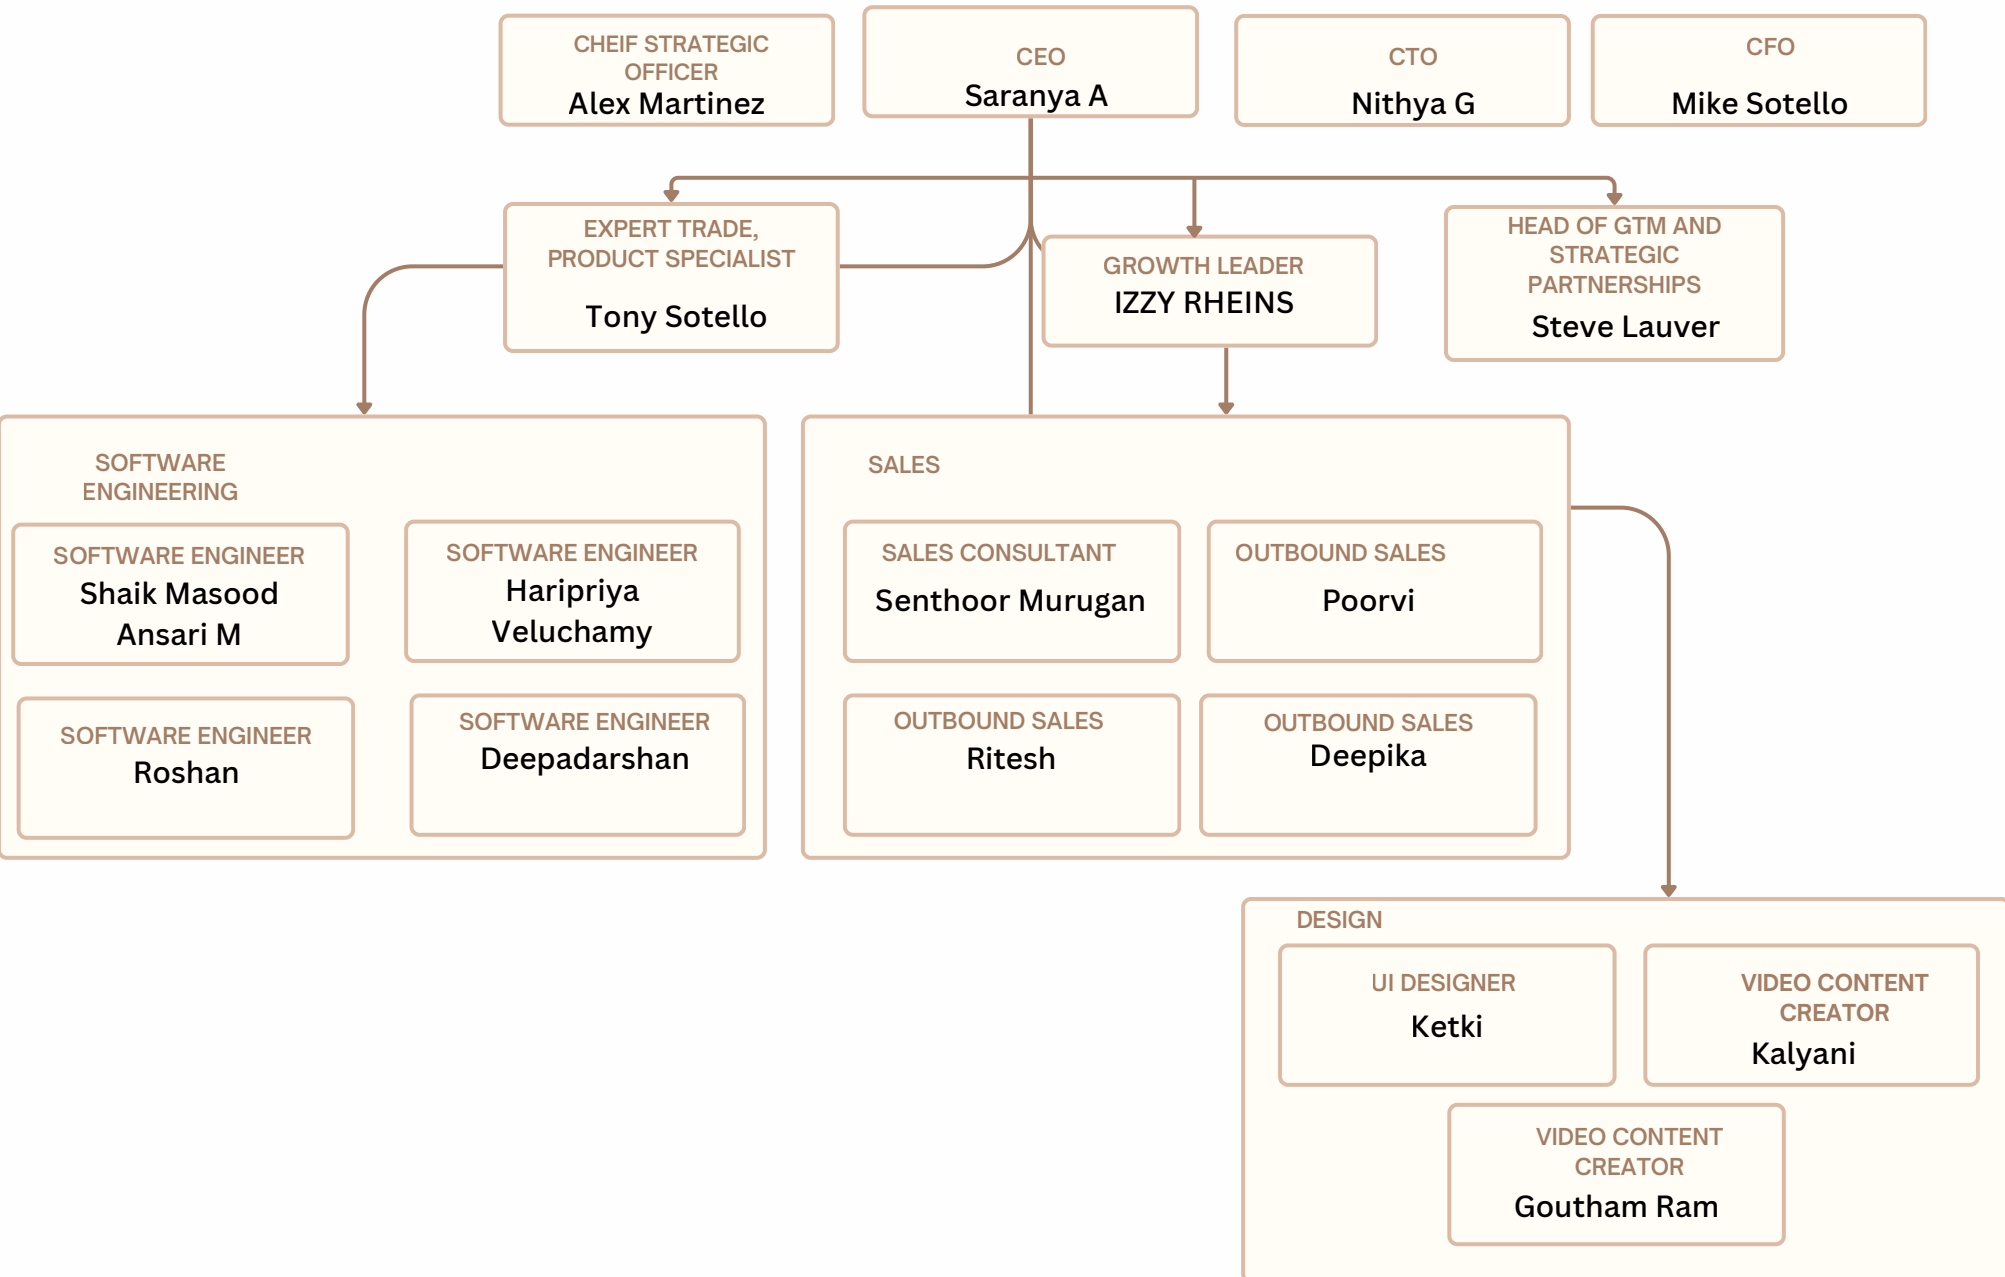 CHEIF STRATEGIC
OFFICER
Alex Martinez
CEO
Saranya A
CTO
Nithya G
CFO
Mike Sotello
EXPERT TRADE,
PRODUCT SPECIALIST
Tony Sotello
GROWTH LEADER
IZZY RHEINS
HEAD OF GTM AND
STRATEGIC
PARTNERSHIPS
Steve Lauver
SOFTWARE
ENGINEERING
SOFTWARE ENGINEER
Shaik Masood
Ansari M
SOFTWARE ENGINEER
Haripriya
Veluchamy
SOFTWARE ENGINEER
Roshan
SOFTWARE ENGINEER
Deepadarshan
SALES
SALES CONSULTANT
Senthoor Murugan
OUTBOUND SALES
Poorvi
OUTBOUND SALES
Ritesh
OUTBOUND SALES
Deepika
DESIGN
UI DESIGNER
Ketki
VIDEO CONTENT
CREATOR
Kalyani
VIDEO CONTENT
CREATOR
Goutham Ram